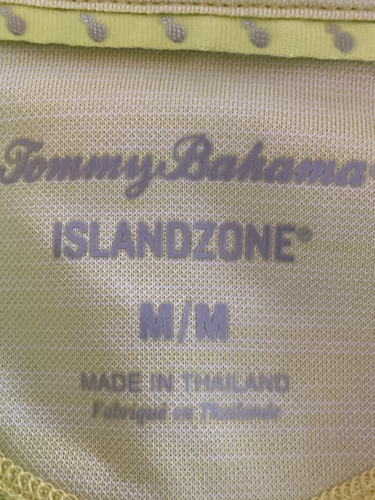 Tommy Bahama®
ISLANDZONE®
M/M
MADE IN THAILAND
Fabriqué en Thaïlande